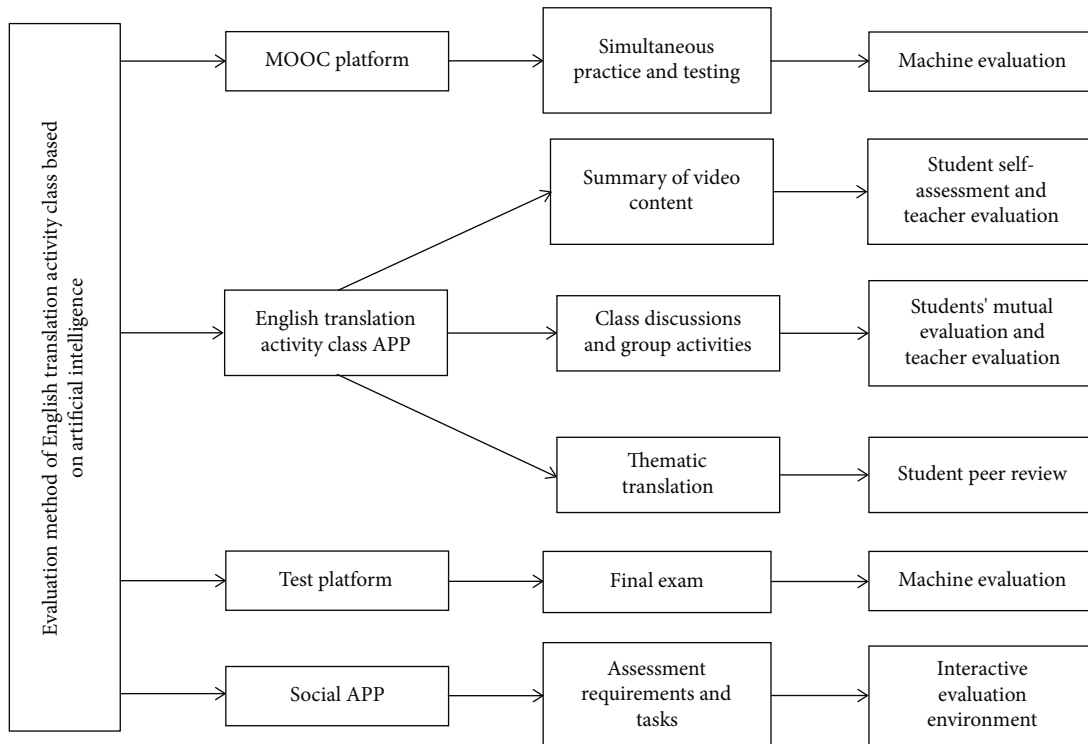 Evaluation method of English translation activity class based
on artificial intelligence
MOOC platform
Simultaneous
practice and testing
Machine evaluation
Summary of video
content
Student self-
assessment and
teacher evaluation
English translation
activity class APP
Class discussions
and group activities
Students' mutual
evaluation and
teacher evaluation
Thematic
translation
Student peer review
Test platform
Final exam
Machine evaluation
Social APP
Assessment
requirements and
tasks
Interactive
evaluation
environment